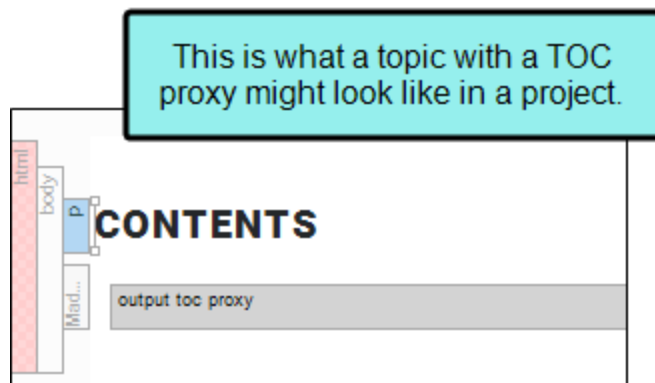 This is what a topic with a TOC
proxy might look like in a project.
html
body
p
CONTENTS
Mad...
output toc proxy